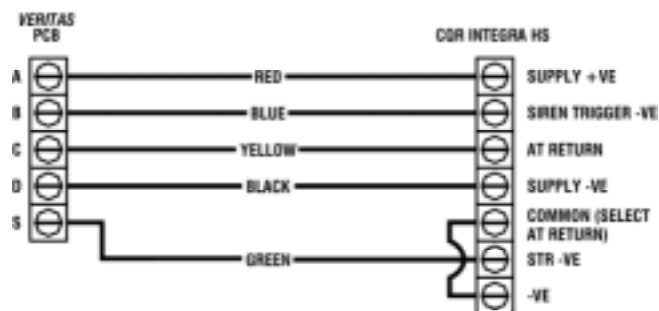 VERITAS
PCB
CQR INTEGRA HS
A RED SUPPLY +VE
B BLUE SIREN TRIGGER -VE
C YELLOW AT RETURN
D BLACK SUPPLY -VE
S COMMON (SELECT
AT RETURN)
GREEN STR -VE
-VE